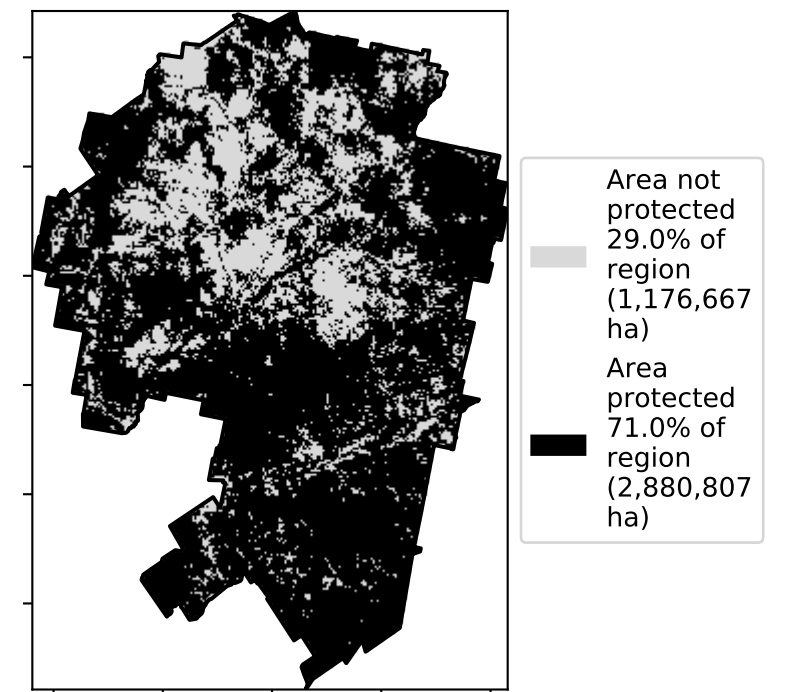 Area not
protected
29.0% of
region
(1,176,667
ha)
Area
protected
71.0% of
region
(2,880,807
ha)